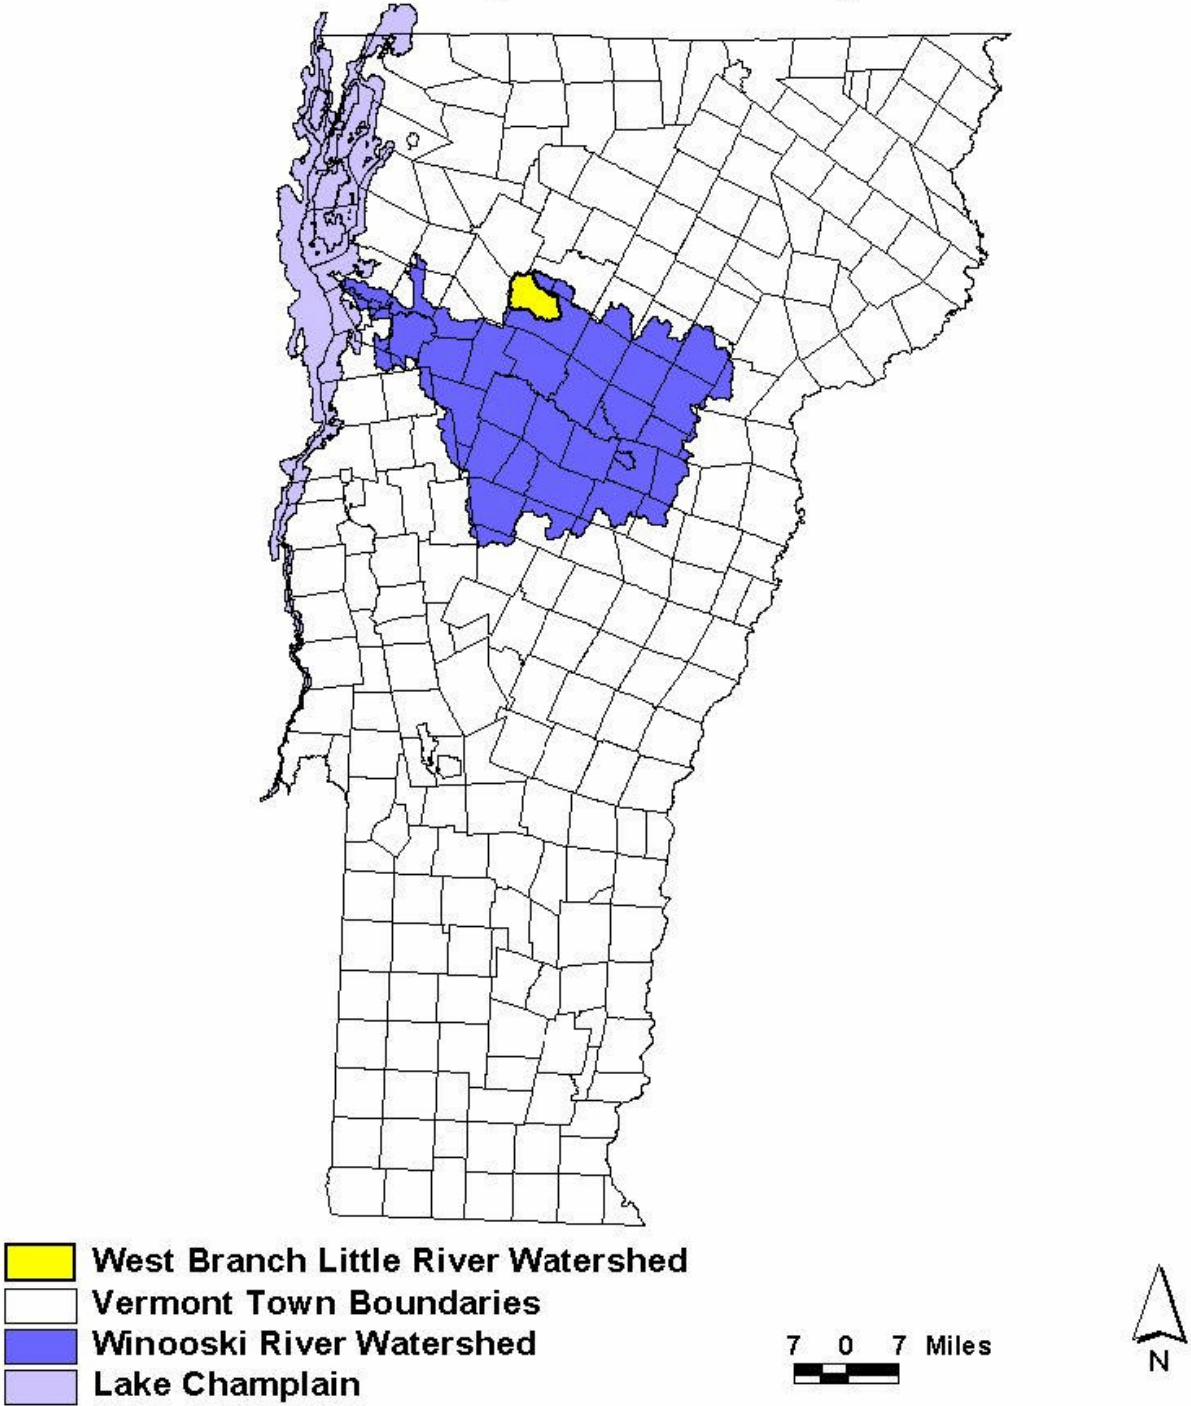 West Branch Little River Watershed
Vermont Town Boundaries
Winooski River Watershed
Lake Champlain
7 0 7 Miles
N